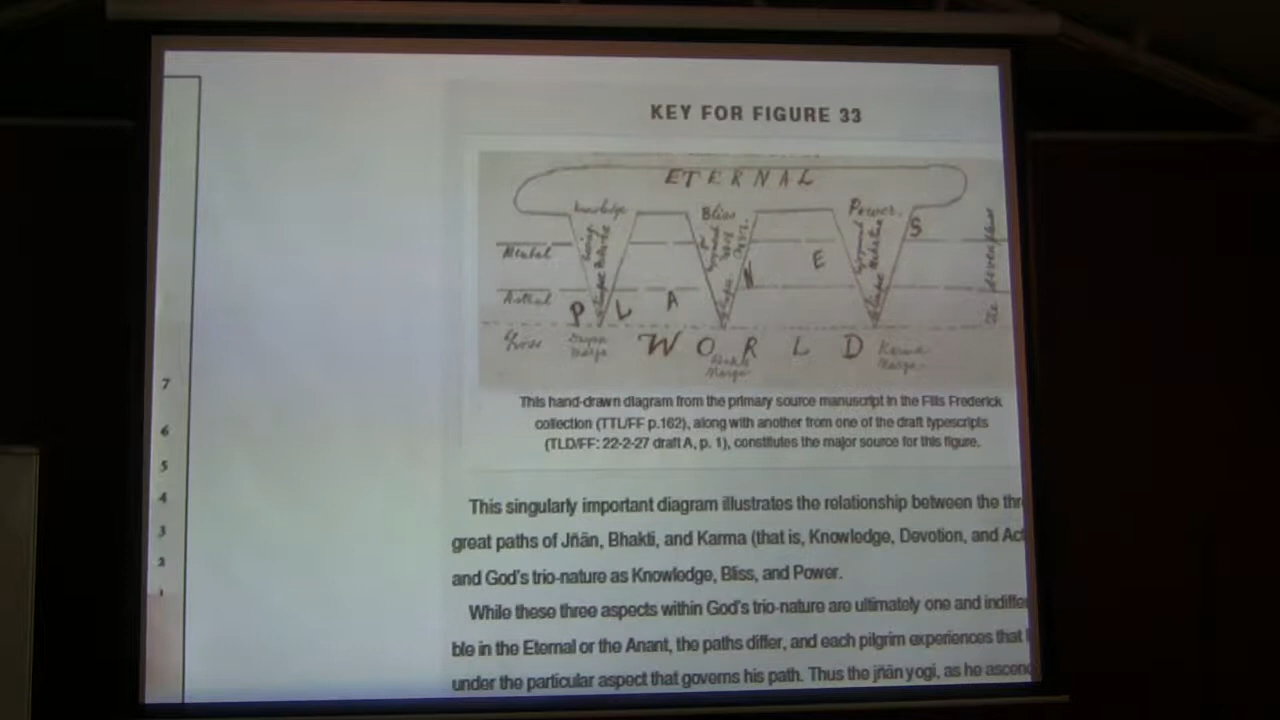 KEY FOR FIGURE 33
ETERNAL
Knowledge Bliss Power. S
Mental E
N
Astral P L A
Gross W O R L D
Marga Marga Marga
This hand-drawn diagram from the primary source manuscript in the Filis Frederick
collection (TTL/FF p.162), along with another from one of the draft typescripts
(TLD/FF: 22-2-27 draft A, p. 1), constitutes the major source for this figure.
This singularly important diagram illustrates the relationship between the thr
great paths of Jñān, Bhakti, and Karma (that is, Knowledge, Devotion, and Act
and God's trio-nature as Knowledge, Bliss, and Power.
While these three aspects within God's trio-nature are ultimately one and indiffe
ble in the Eternal or the Anant, the paths differ, and each pilgrim experiences that
under the particular aspect that governs his path. Thus the jñān yogi, as he ascen
7
6
5
4
3
2
1